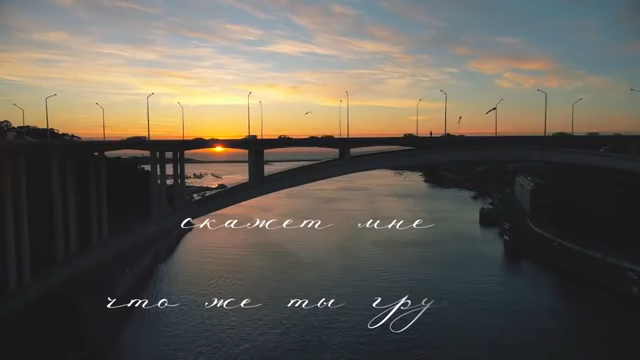 скажет мне
что же ты гру